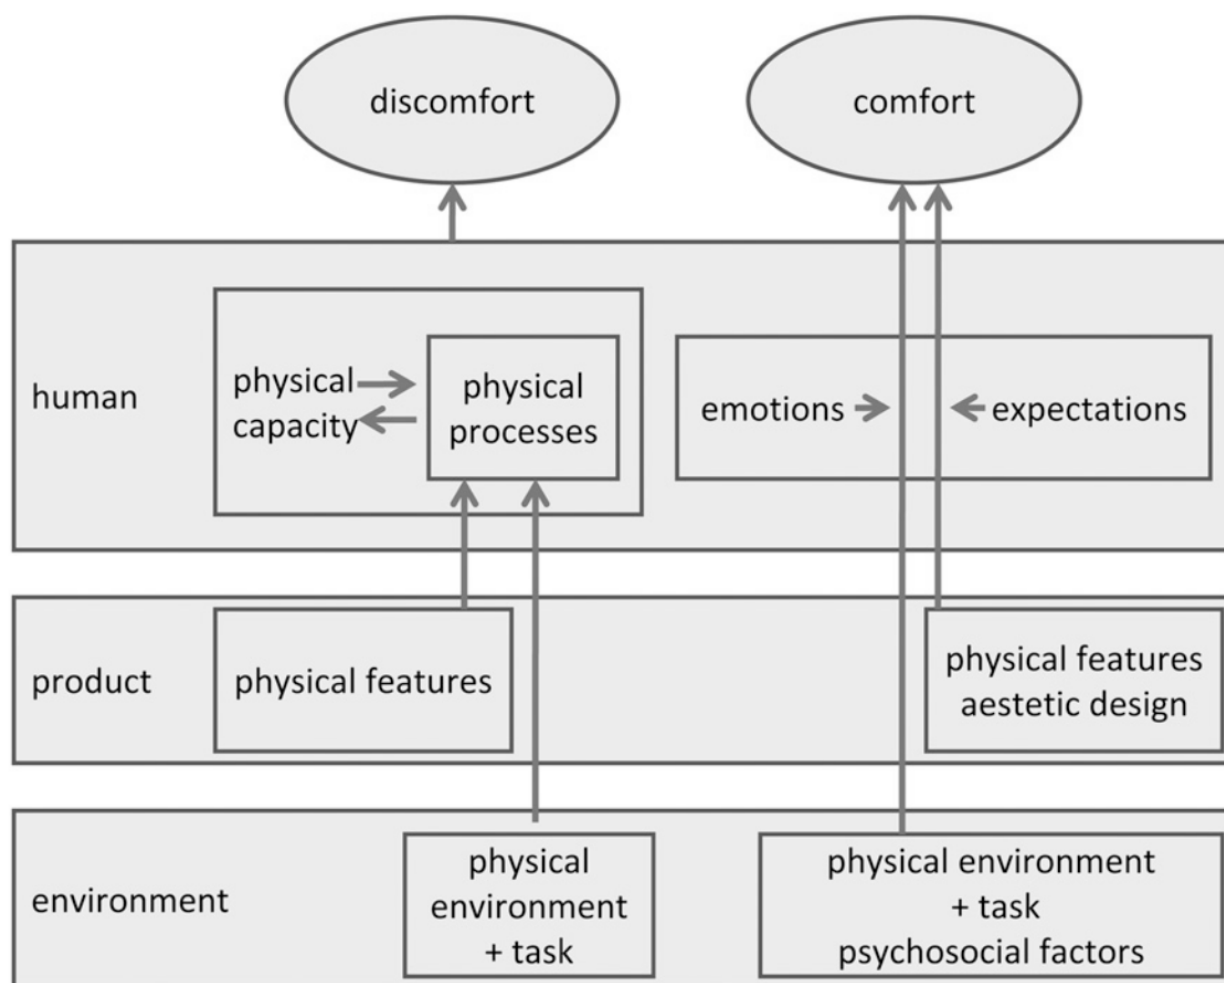 discomfort
comfort
human
physical
capacity
physical
processes
emotions
expectations
product
physical features
physical features
aestetic design
environment
physical
environment
+ task
physical environment
+ task
psychosocial factors